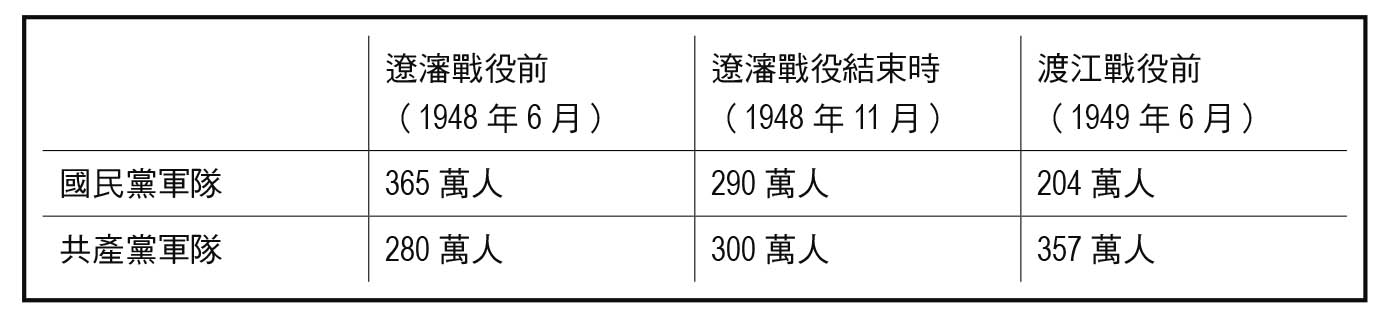 遼瀋戰役前 遼瀋戰役結束時 渡江戰役前
（1948 年 6 月） （1948 年 11 月） （1949 年 6 月）
國民黨軍隊 365 萬人 290 萬人 204 萬人
共產黨軍隊 280 萬人 300 萬人 357 萬人